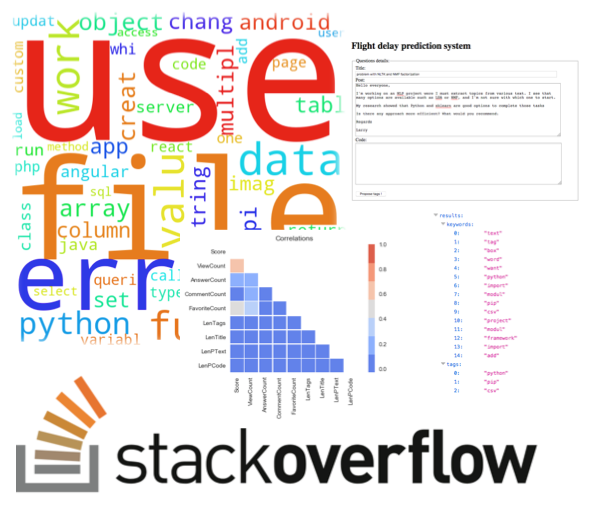 updat
object
chang
android
access
user
custom
work
whi
add
code
multipl
page
use
creat
server
tabl
load
run
method
app
react
one
data
php
angular
valu
tring
imag
file
sql
class
array
column
java
pi
return
err
queri
call
select
set
type
python
variabl
fu
Flight delay prediction system
Questions details:
Title:
problem with NLTK and NMF factorization
Post:
Hello everyone,
I'm working on an NLP project were I must extract topics from various text. I saw that
many options are available such as LDA or NMF, and I'm not sure with which one to start.
My research showed that Python and sklearn are good options to complete those tasks
Is there any apparent more efficient? What would you recommend.
Regards
Code:
Propose tags !
results:
keywords:
0: "text"
1: "tag"
2: "box"
3: "word"
4: "want"
5: "python"
6: "import"
7: "modul"
8: "pip"
9: "csv"
10: "project"
11: "modul"
12: "framework"
13: "import"
14: "add"
tags:
0: "python"
1: "pip"
2: "csv"
Correlations
Score
ViewCount
AnswerCount
CommentCount
FavoriteCount
LenTags
LenTitle
LenPText
LenPCode
Score
ViewCount
AnswerCount
CommentCount
FavoriteCount
LenTags
LenTitle
LenPText
LenPCode
1.0
0.8
0.6
0.4
0.2
0.0
stackoverflow